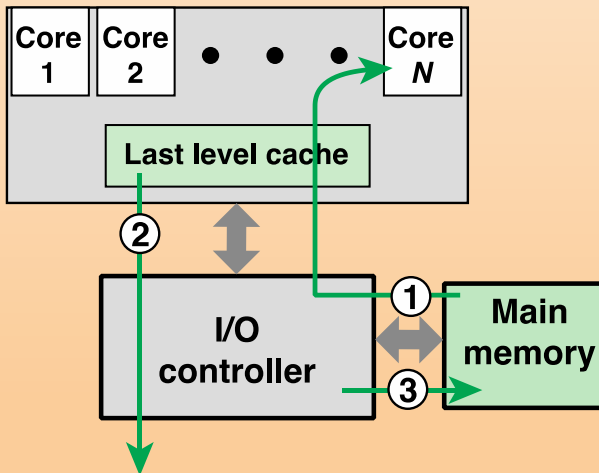 Core
1
Core
2
Core
N
Last level cache
2
1
I/O
controller
Main
memory
3